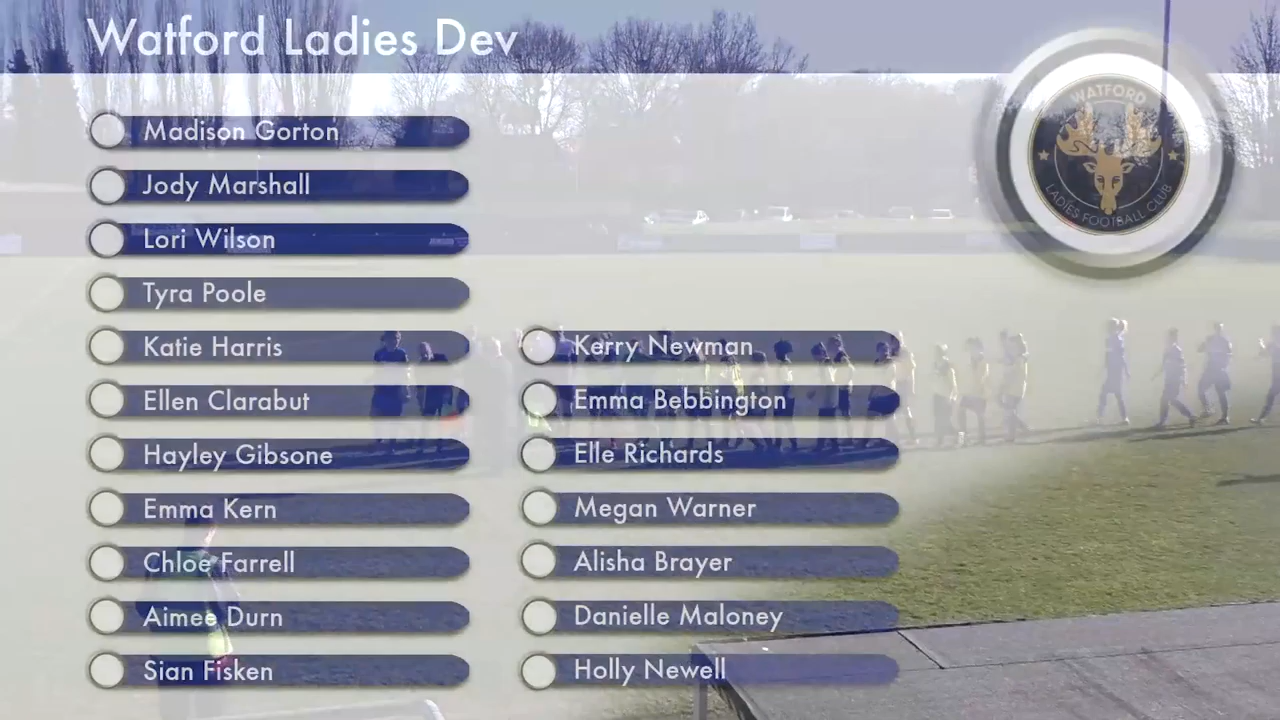 Watford Ladies Dev
WATFORD
LADIES FOOTBALL CLUB
Madison Gorton
Jody Marshall
Lori Wilson
Tyra Poole
Katie Harris
Ellen Clarabut
Hayley Gibsone
Emma Kern
Chloe Farrell
Aimee Durn
Sian Fisken
Kerry Newman
Emma Bebbington
Elle Richards
Megan Warner
Alisha Brayer
Danielle Maloney
Holly Newell